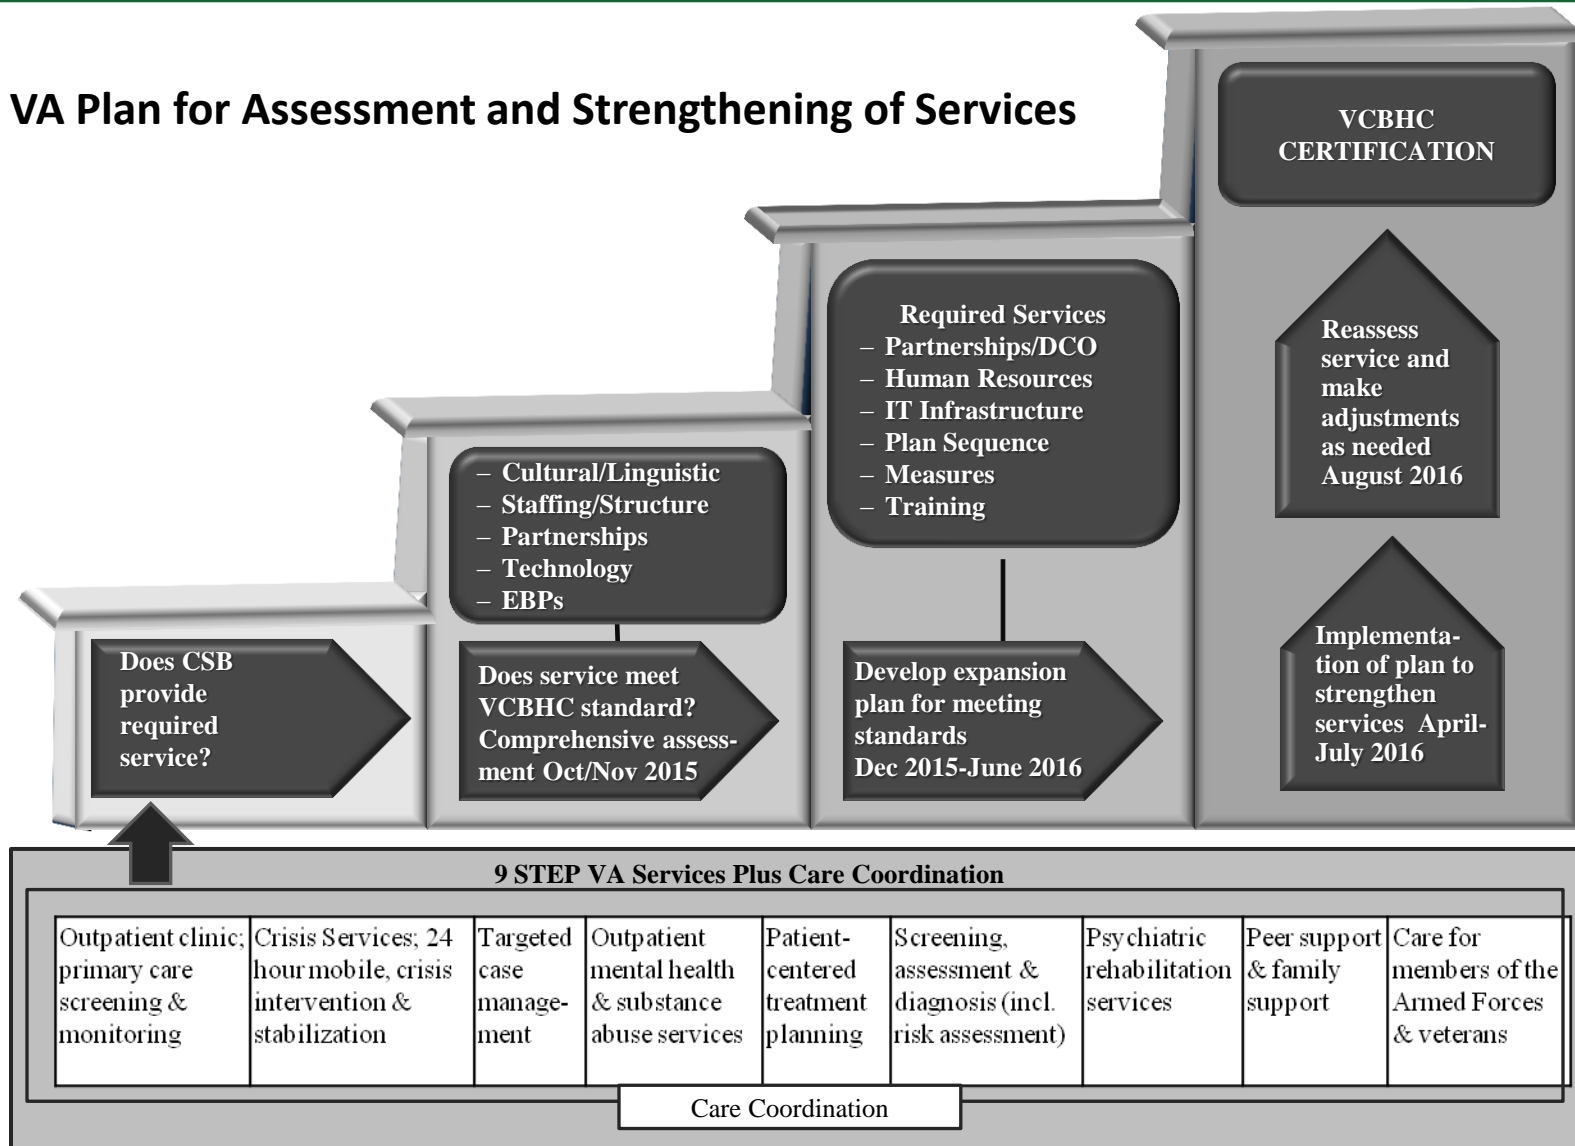 VA Plan for Assessment and Strengthening of Services
VCBHC
CERTIFICATION
Reassess
service and
make
adjustments
as needed
August 2016
Implementa-
tion of plan to
strengthen
services April-
July 2016
Required Services
– Partnerships/DCO
– Human Resources
– IT Infrastructure
– Plan Sequence
– Measures
– Training
Develop expansion
plan for meeting
standards
Dec 2015-June 2016
– Cultural/Linguistic
– Staffing/Structure
– Partnerships
– Technology
– EBPs
Does service meet
VCBHC standard?
Comprehensive assess-
ment Oct/Nov 2015
Does CSB
provide
required
service?
9 STEP VA Services Plus Care Coordination
Outpatient clinic;
primary care
screening &
monitoring
Crisis Services; 24
hour mobile, crisis
intervention &
stabilization
Targeted
case
manage-
ment
Outpatient
mental health
& substance
abuse services
Patient-
centered
treatment
planning
Screening,
assessment &
diagnosis (incl.
risk assessment)
Psychiatric
rehabilitation
services
Peer support
& family
support
Care for
members of the
Armed Forces
& veterans
Care Coordination